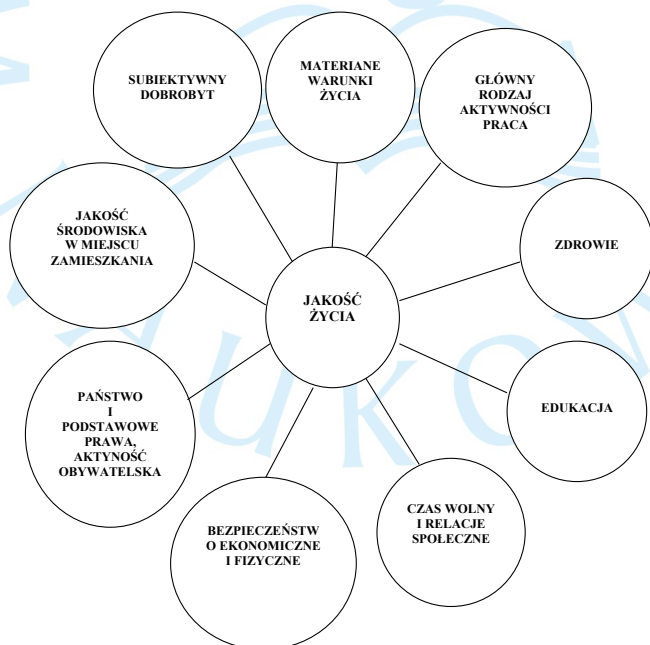 SUBIEKTYWNY
DOBROBYT
MATERIANE
WARUNKI
ŻYCIA
GŁÓWNY
RODZAJ
AKTYWNOŚCI
PRACA
JAKOŚĆ
ŚRODOWISKA
W MIEJSCU
ZAMIESZKANIA
ZDROWIE
JAKOŚĆ
ŻYCIA
PAŃSTWO
I
PODSTAWOWE
PRAWA,
AKTYNOŚĆ
OBYWATELSKA
EDUKACJA
BEZPIECZEŃSTW
O EKONOMICZNE
I FIZYCZNE
CZAS WOLNY
I RELACJE
SPOŁECZNE